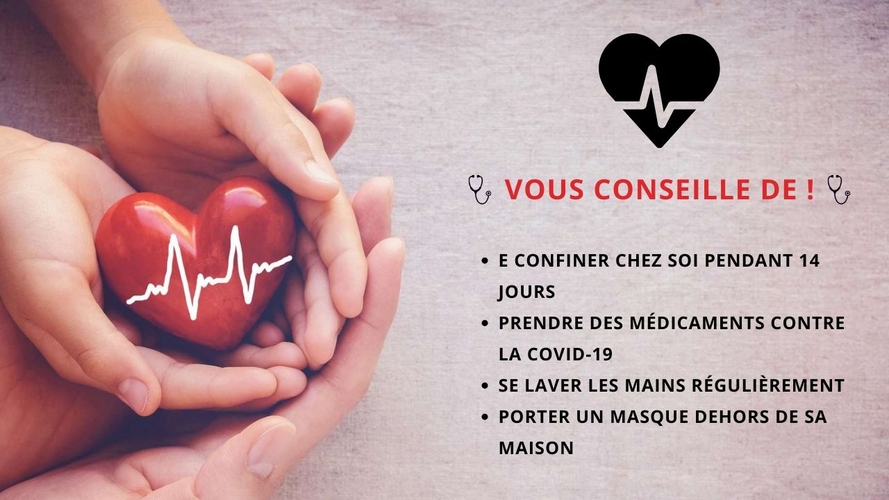 VOUS CONSEILLE DE !
E CONFINER CHEZ SOI PENDANT 14
JOURS
PRENDRE DES MÉDICAMENTS CONTRE
LA COVID-19
SE LAVER LES MAINS RÉGULIÈREMENT
PORTER UN MASQUE DEHORS DE SA
MAISON